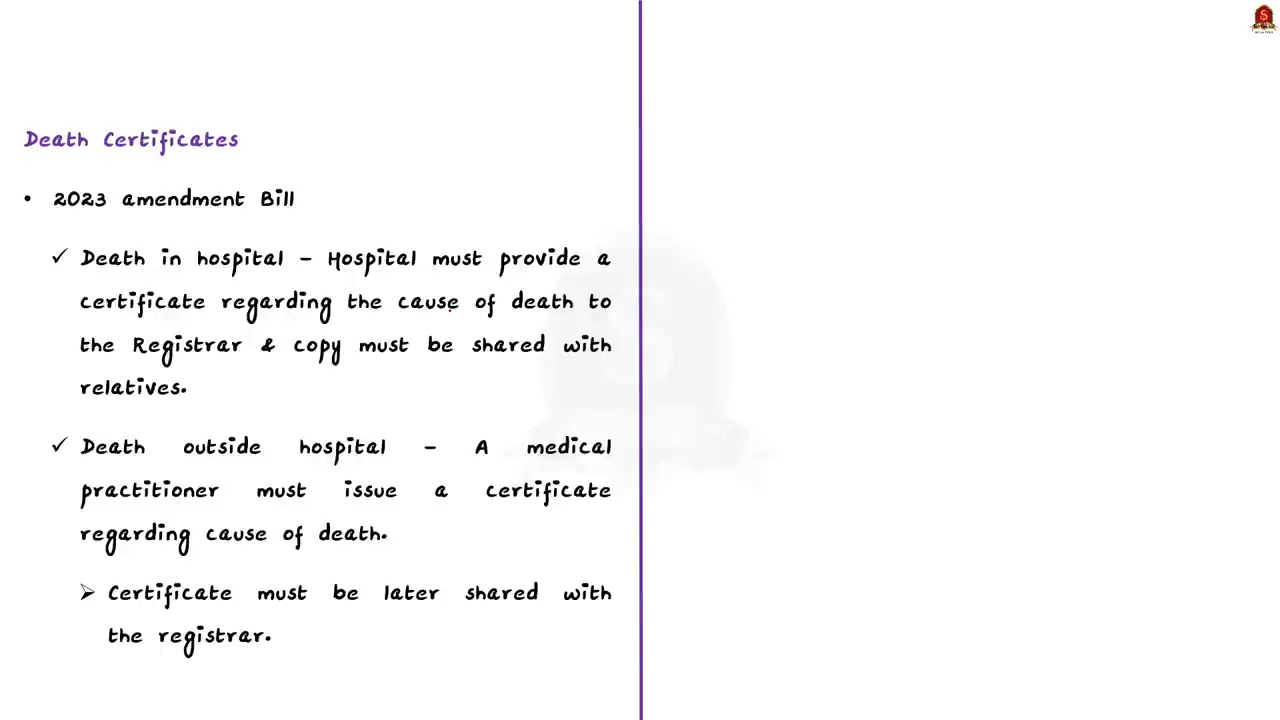 Death Certificates
• 2023 amendment Bill
✓ Death in hospital – Hospital must provide a
certificate regarding the cause of death to
the Registrar & copy must be shared with
relatives.
✓ Death outside hospital – A medical
practitioner must issue a certificate
regarding cause of death.
➢ Certificate must be later shared with
the registrar.